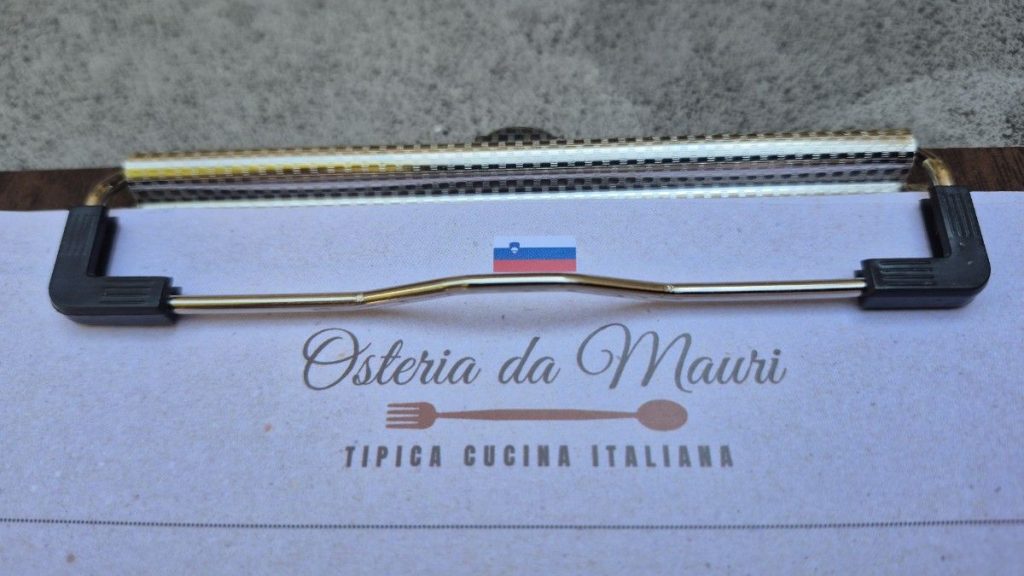 Osteria da Mauri
TIPICA CUCINA ITALIANA